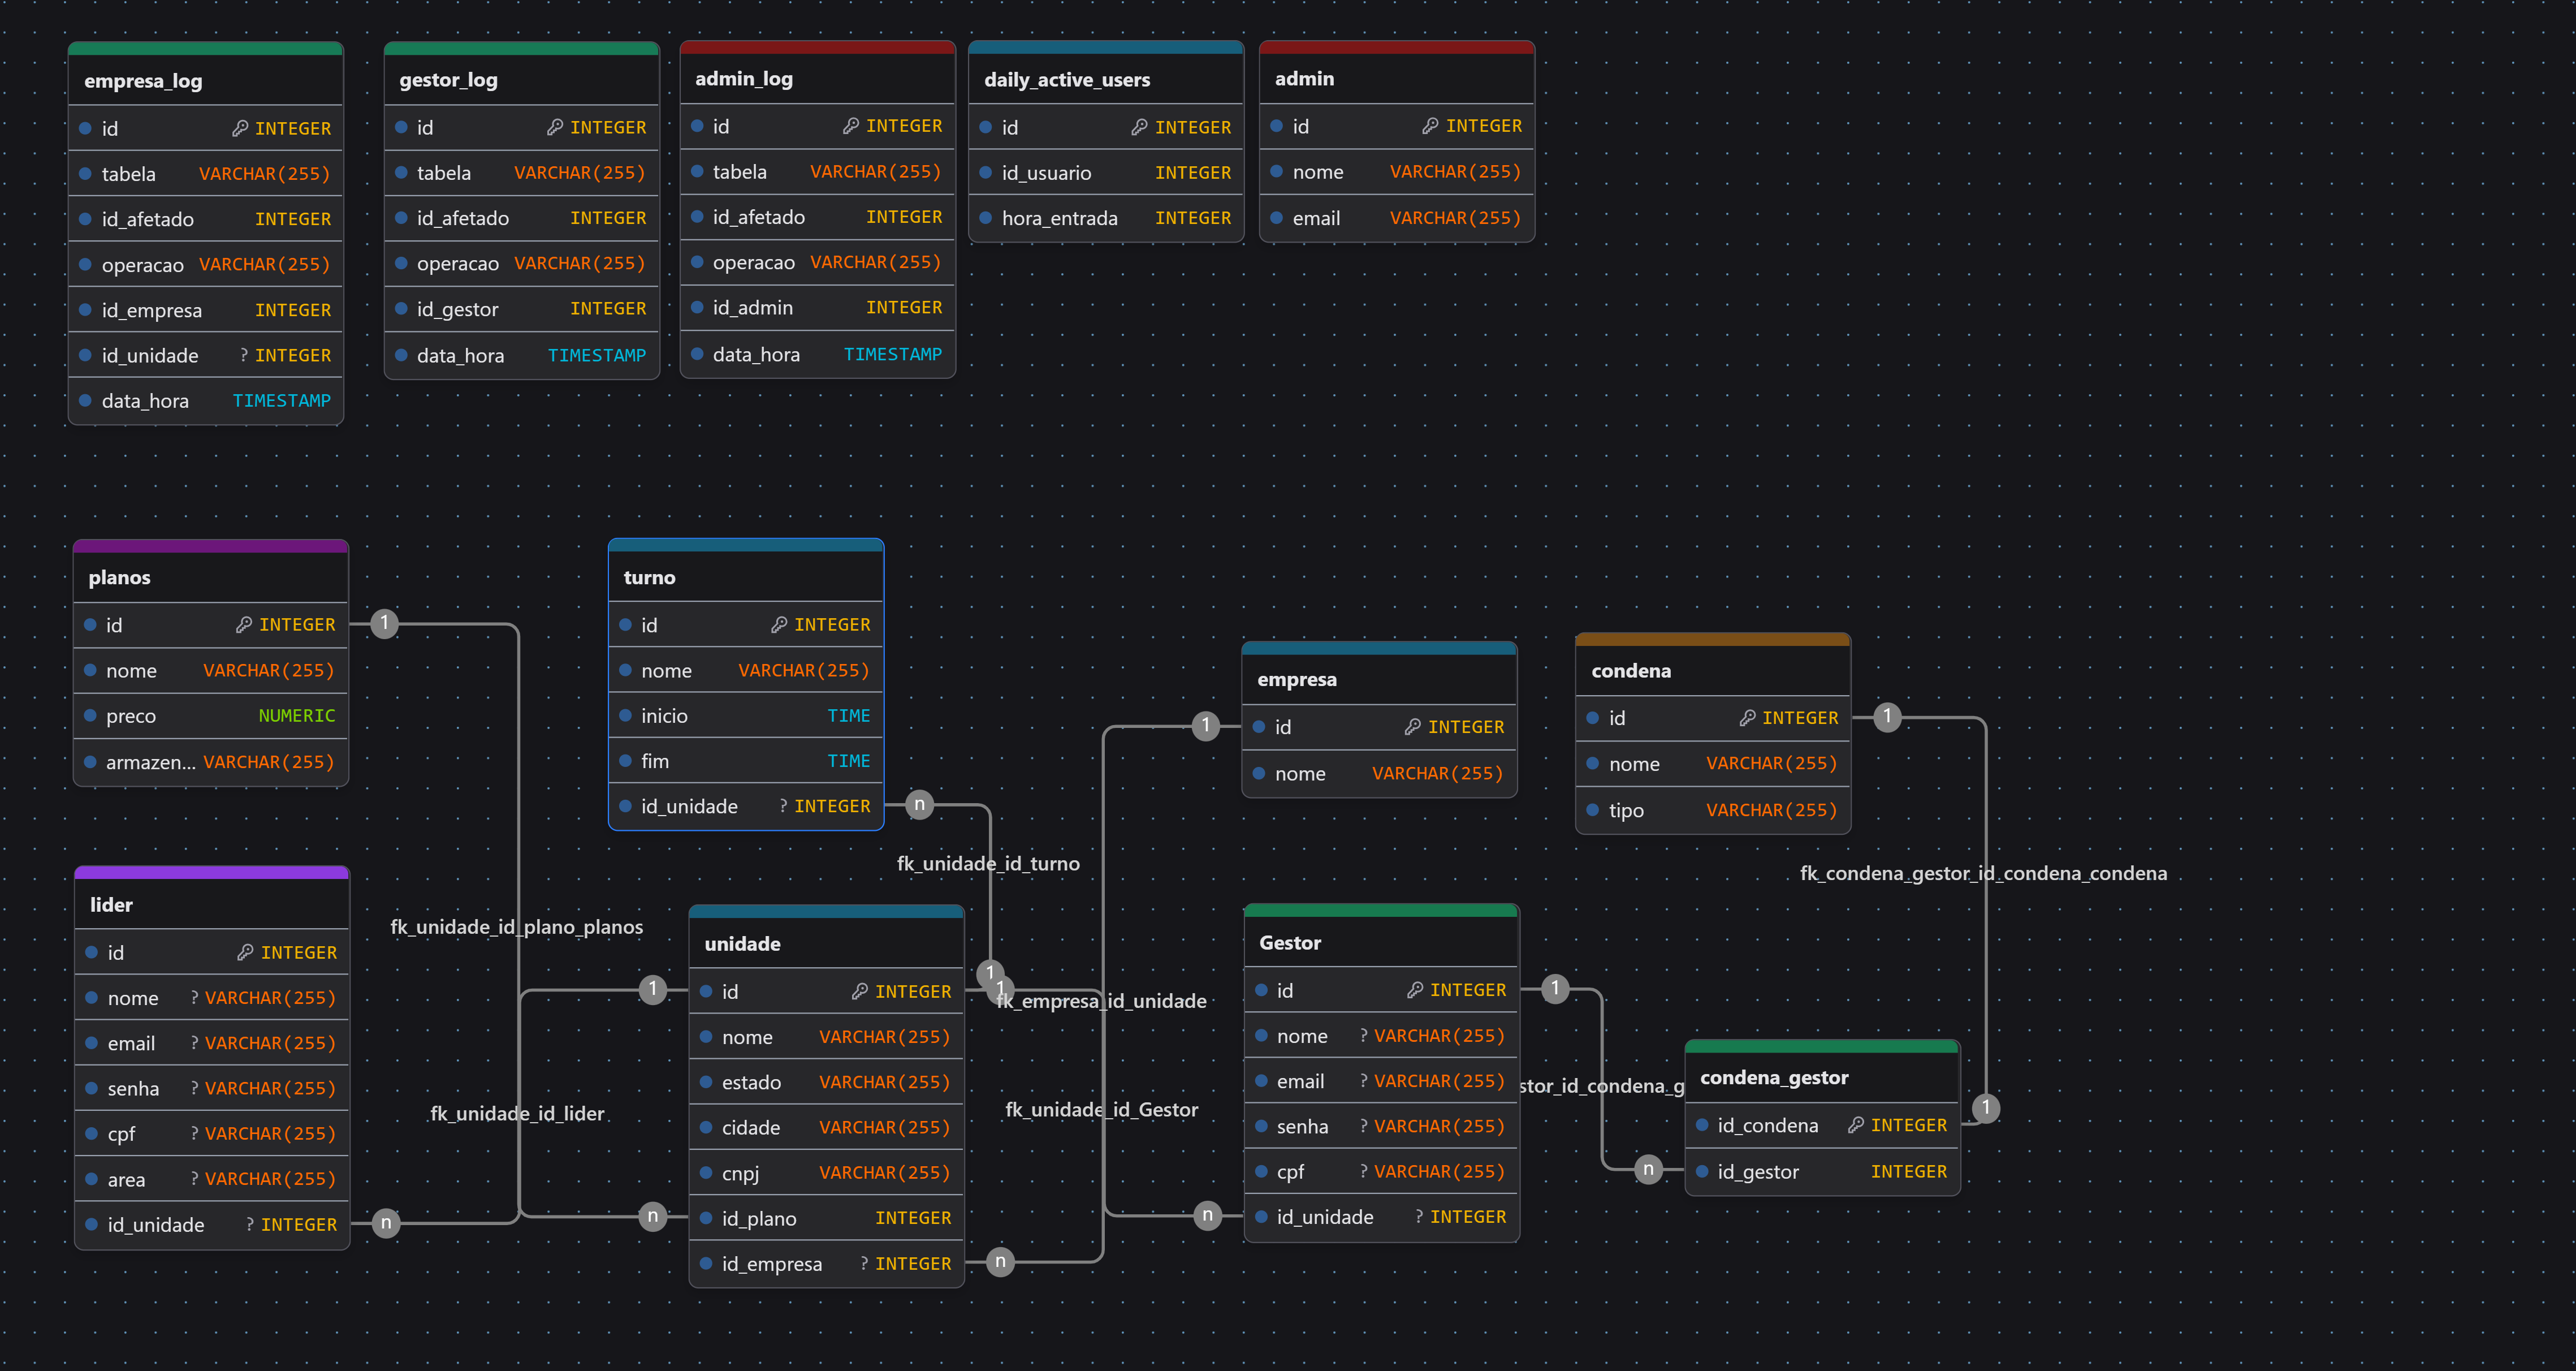 empresa_log
id INTEGER
tabela VARCHAR(255)
id_afetado INTEGER
operacao VARCHAR(255)
id_empresa INTEGER
id_unidade ? INTEGER
data_hora TIMESTAMP
gestor_log
id INTEGER
tabela VARCHAR(255)
id_afetado INTEGER
operacao VARCHAR(255)
id_gestor INTEGER
data_hora TIMESTAMP
admin_log
id INTEGER
tabela VARCHAR(255)
id_afetado INTEGER
operacao VARCHAR(255)
id_admin INTEGER
data_hora TIMESTAMP
daily_active_users
id INTEGER
id_usuario INTEGER
hora_entrada INTEGER
admin
id INTEGER
nome VARCHAR(255)
email VARCHAR(255)
planos
id INTEGER
nome VARCHAR(255)
preco NUMERIC
armazen... VARCHAR(255)
1
turno
id INTEGER
nome VARCHAR(255)
inicio TIME
fim TIME
id_unidade ? INTEGER
n
fk_unidade_id_turno
1
empresa
id INTEGER
nome VARCHAR(255)
1
condena
id INTEGER
nome VARCHAR(255)
tipo VARCHAR(255)
1
fk_condena_gestor_id_condena_condena
lider
id INTEGER
nome ? VARCHAR(255)
email ? VARCHAR(255)
senha ? VARCHAR(255)
cpf ? VARCHAR(255)
area ? VARCHAR(255)
id_unidade ? INTEGER
n
fk_unidade_id_plano_planos
fk_unidade_id_lider
1
n
unidade
id INTEGER
nome VARCHAR(255)
estado VARCHAR(255)
cidade VARCHAR(255)
cnpj VARCHAR(255)
id_plano INTEGER
id_empresa ? INTEGER
1
fk_empresa_id_unidade
fk_unidade_id_Gestor
n
n
Gestor
id INTEGER
nome ? VARCHAR(255)
email ? VARCHAR(255)
senha ? VARCHAR(255)
cpf ? VARCHAR(255)
id_unidade ? INTEGER
1
stor_id_condena_g
n
condena_gestor
id_condena INTEGER
id_gestor INTEGER
1